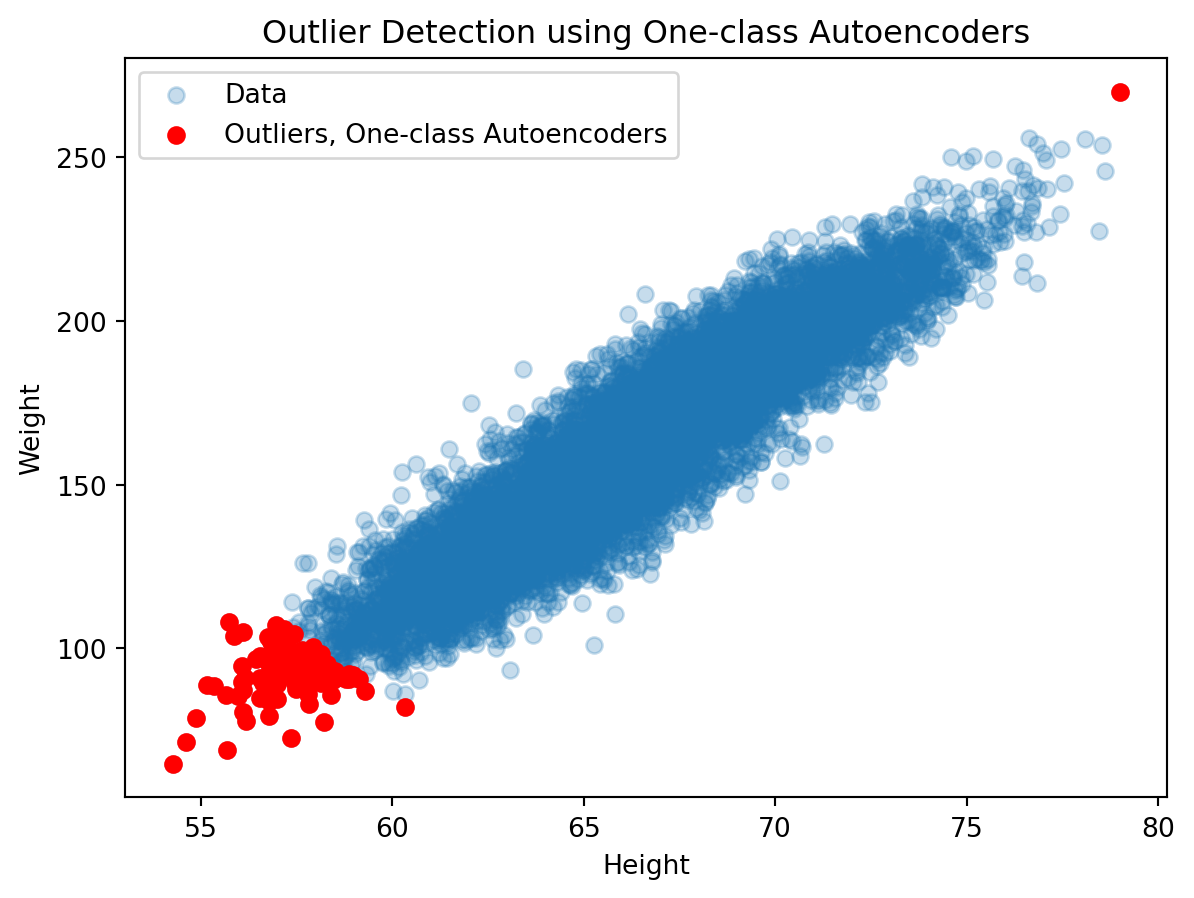 Outlier Detection using One-class Autoencoders
Data
Outliers, One-class Autoencoders
250
200
150
100
Weight
55
60
65
70
75
80
Height